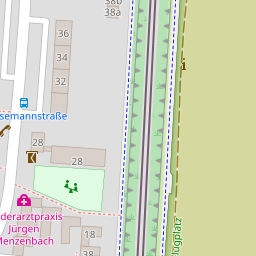 38b
38a
36
34
32
semannstraße
28
28
derarztpraxis
Jürgen
Menzenbach
18
38
lugplatz